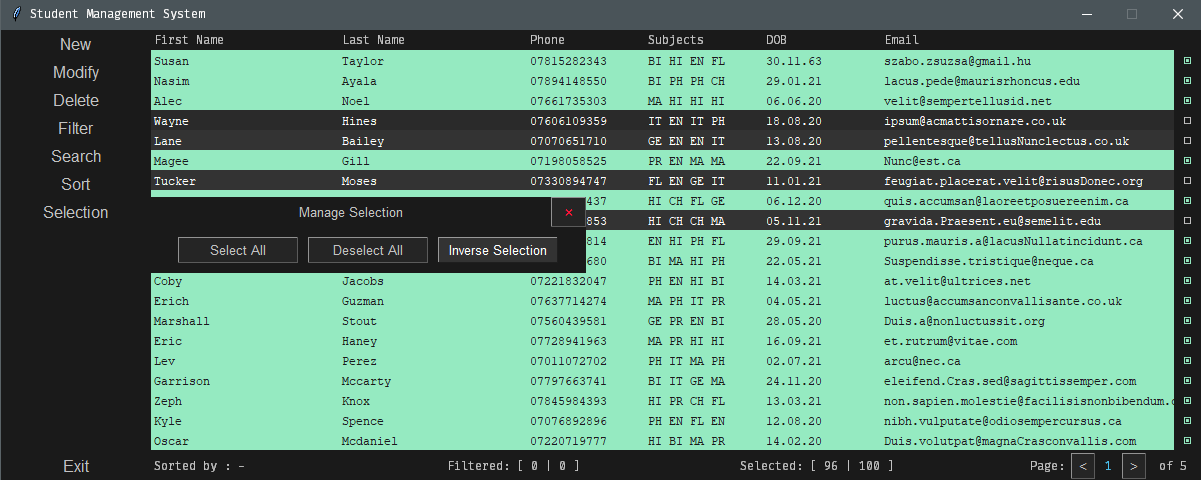 Student Management System
New
Modify
Delete
Filter
Search
Sort
Selection
Exit
First Name Last Name Phone Subjects DOB Email
Susan Taylor 07815282343 BI HI EN FL 30.11.63 szabo.zsuzsa@gmail.hu
Nasim Ayala 07894148550 BI PH PH CH 29.01.21 lacus.pede@maurisrhoncus.edu
Alec Noel 07661735303 MA HI HI HI 06.06.20 velit@sempertellusid.net
Wayne Hines 07606109359 IT EN IT PH 18.08.20 ipsum@acmattisornare.co.uk
Lane Bailey 07070651710 GE EN EN IT 13.08.20 pellentesque@tellusNunclectus.co.uk
Magee Gill 07198058525 PR EN MA MA 22.09.21 Nunc@est.ca
Tucker Moses 07330894747 FL EN GE IT 11.01.21 feugiat.placerat.velit@risusDonec.org
437 HI CH FL GE 06.12.20 quis.accumsan@laoreetposuereenim.ca
853 HI CH CH MA 05.11.21 gravida.Praesent.eu@semelit.edu
814 EN HI PH FL 29.09.21 purus.mauris.a@lacusNullatincidunt.ca
680 BI MA HI PH 22.05.21 Suspendisse.tristique@neque.ca
Manage Selection ×
Select All Deselect All Inverse Selection
Coby Jacobs 07221832047 PH EN HI BI 14.03.21 at.velit@ultrices.net
Erich Guzman 07637714274 MA PH IT PR 04.05.21 luctus@accumsanconvallisante.co.uk
Marshall Stout 07560439581 GE PR EN BI 28.05.20 Duis.a@nonluctussit.org
Eric Haney 07728941963 MA PR HI HI 16.09.21 et.rutrum@vitae.com
Lev Perez 07011072702 PH IT MA PH 02.07.21 arcu@nec.ca
Garrison Mccarty 07797663741 BI IT GE MA 24.11.20 eleifend.Cras.sed@sagittissemper.com
Zeph Knox 07845984393 HI PR CH FL 13.03.21 non.sapien.molestie@facilisisnonbibendum.c
Kyle Spence 07076892896 PH EN FL EN 12.08.20 nibh.vulputate@odiosempercursus.ca
Oscar Mcdaniel 07220719777 HI BI MA PR 14.02.20 Duis.volutpat@magnaCrasconvallis.com
Sorted by : - Filtered: [ 0 | 0 ] Selected: [ 96 | 100 ] Page: < 1 > of 5